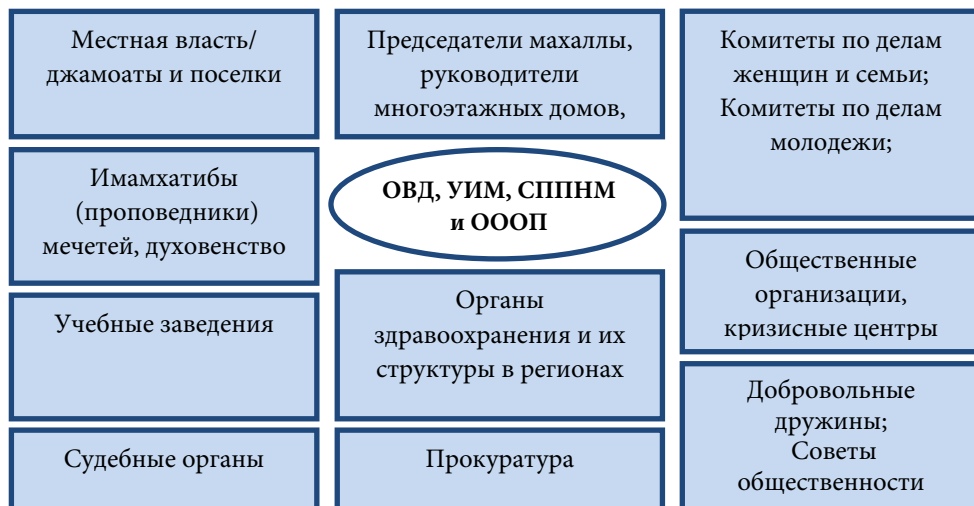 Местная власть/
джамоаты и поселки
Председатели махаллы,
руководители
многоэтажных домов,
Комитеты по делам
женщин и семьи;
Комитеты по делам
молодежи;
Имамхатибы
(проповедники)
мечетей, духовенство
ОВД, УИМ, СППНМ
и ОООП
Общественные
организации,
кризисные центры
Учебные заведения
Органы
здравоохранения и их
структуры в регионах
Добровольные
дружины;
Советы
общественности
Судебные органы
Прокуратура